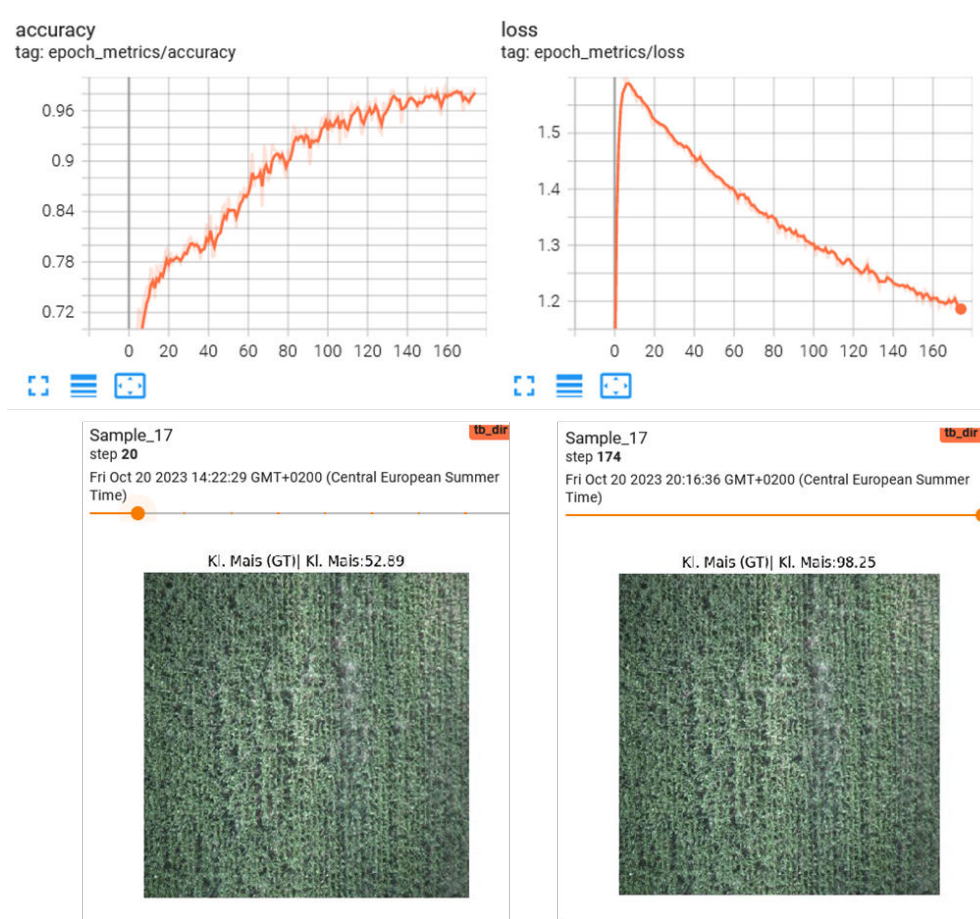 accuracy
tag: epoch_metrics/accuracy
0.96
0.9
0.84
0.78
0.72
0 20 40 60 80 100 120 140 160
loss
tag: epoch_metrics/loss
1.5
1.4
1.3
1.2
0 20 40 60 80 100 120 140 160
Sample_17
tb_dir
step 20
Fri Oct 20 2023 14:22:29 GMT+0200 (Central European Summer
Time)
Kl. Mais (GT)| Kl. Mais:52.89
Sample_17
tb_dir
step 174
Fri Oct 20 2023 20:16:36 GMT+0200 (Central European Summer
Time)
Kl. Mais (GT)| Kl. Mais:98.25